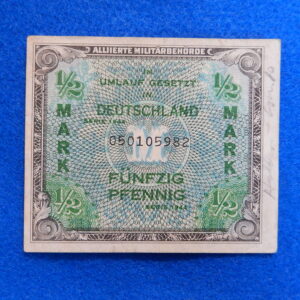 ALLIIERTE MILITÄRBEHÖRDE
½ IN UMLAUF GESETZT ½
IN
DEUTSCHLAND
SERIE 1944
050105982
MARK MARK
FÜNFZIG
PFENNIG
SERIE 1944
½ ½